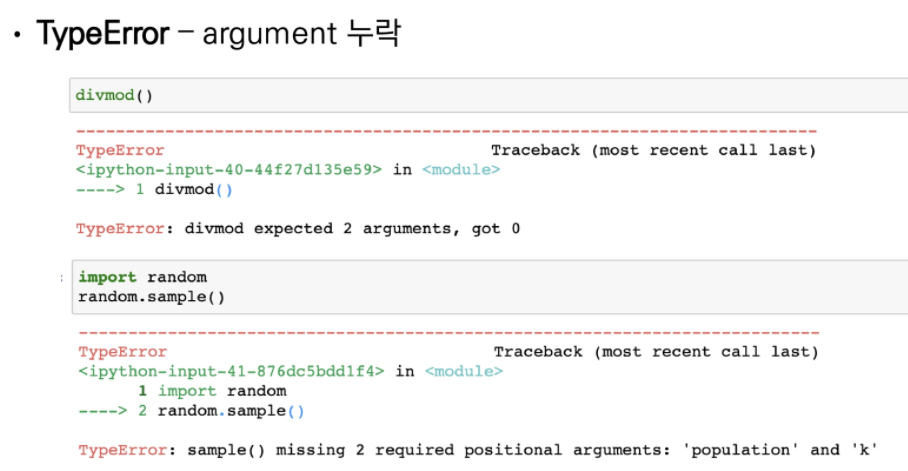 • TypeError – argument 누락
divmod()
---------------------------------------------------------------------------
TypeError Traceback (most recent call last)
<ipython-input-40-44f27d135e59> in <module>
----> 1 divmod()
TypeError: divmod expected 2 arguments, got 0
import random
random.sample()
---------------------------------------------------------------------------
TypeError Traceback (most recent call last)
<ipython-input-41-876dc5bdd1f4> in <module>
1 import random
----> 2 random.sample()
TypeError: sample() missing 2 required positional arguments: 'population' and 'k'